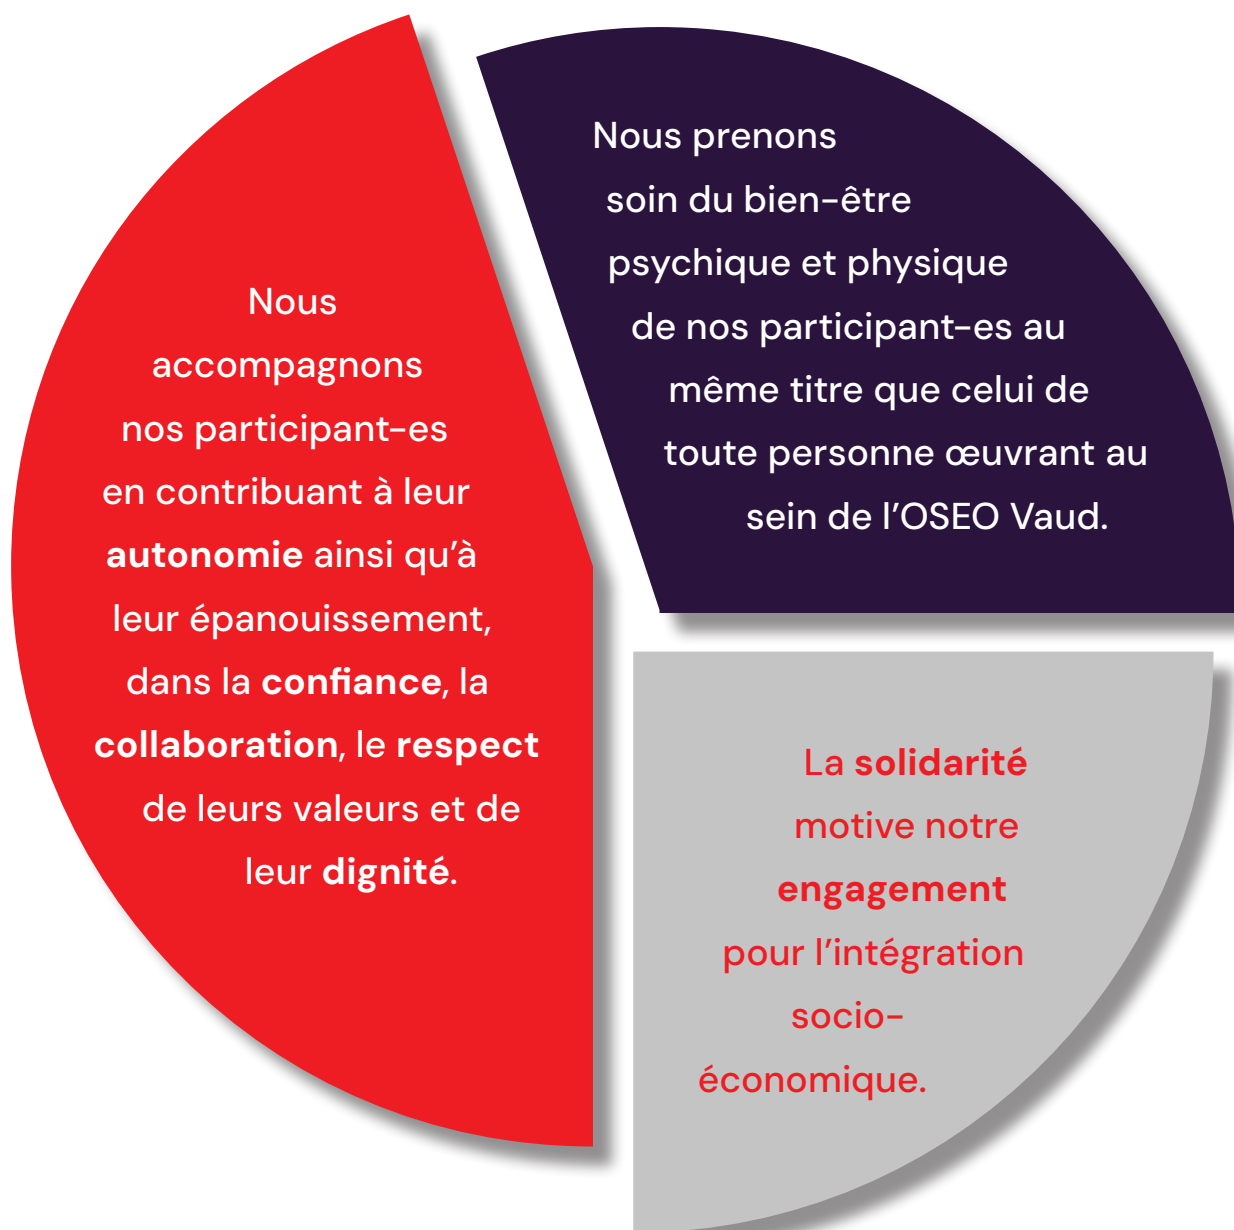 Nous
accompagnons
nos participant-es
en contribuant à leur
autonomie ainsi qu'à
leur épanouissement,
dans la confiance, la
collaboration, le respect
de leurs valeurs et de
leur dignité.
Nous prenons
soin du bien-être
psychique et physique
de nos participant-es au
même titre que celui de
toute personne œuvrant au
sein de l'OSEO Vaud.
La solidarité
motive notre
engagement
pour l'intégration
socio-
économique.